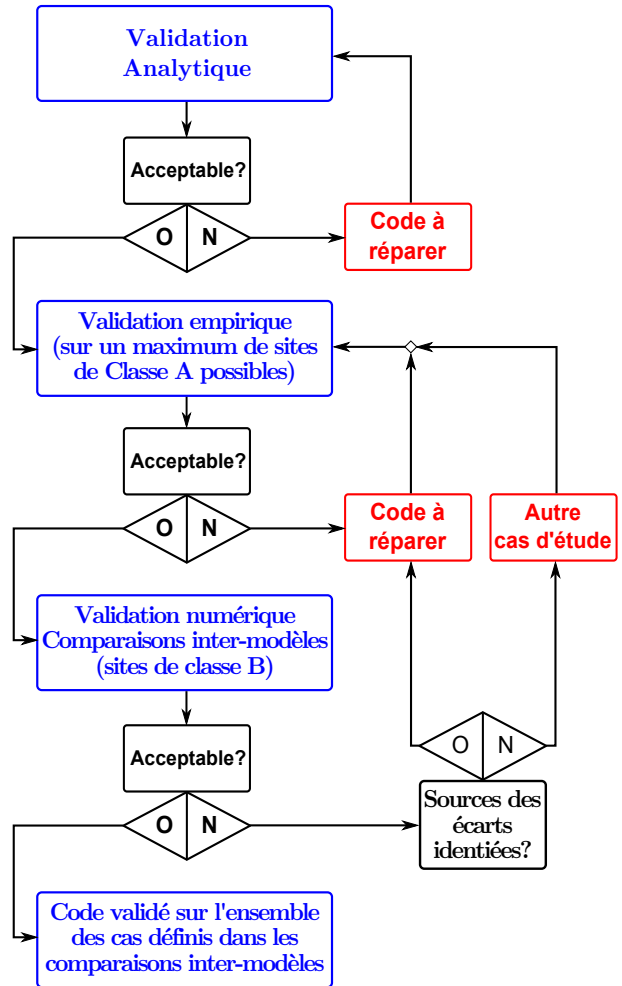 Validation
Analytique
Acceptable?
O N
Code à
réparer
Validation empirique
(sur un maximum de sites
de Classe A possibles)
Acceptable?
O N
Code à
réparer
Autre
cas d'étude
Validation numérique
Comparaisons inter-modèles
(sites de classe B)
Acceptable?
O N
O N
Sources des
écarts
identiées?
Code validé sur l'ensemble
des cas définis dans les
comparaisons inter-modèles